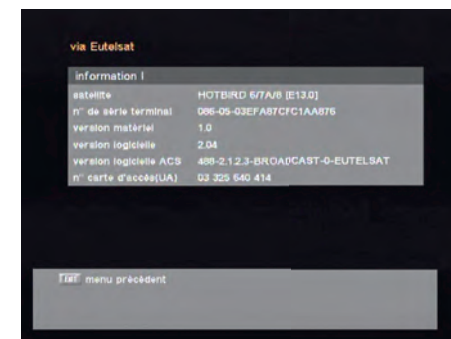 via Eutelsat
information I
satellite HOTBIRD 6/7A/8 [E13.0]
n° de série terminal 086-05-03EFA87CFC1AA876
version matériel 1.0
version logicielle 2.04
version logicielle ACS 488-2.1.2.3-BROADCAST-0-EUTELSAT
n° carte d'accès(UA) 03 325 640 414
EXIT menu précédent